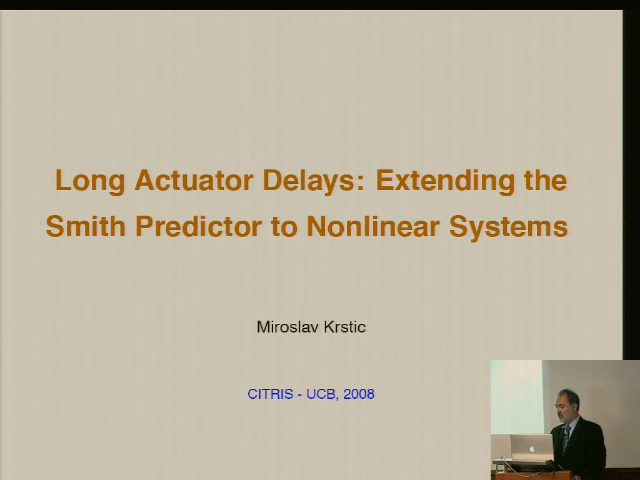 Long Actuator Delays: Extending the
Smith Predictor to Nonlinear Systems
Miroslav Krstic
CITRIS - UCB, 2008